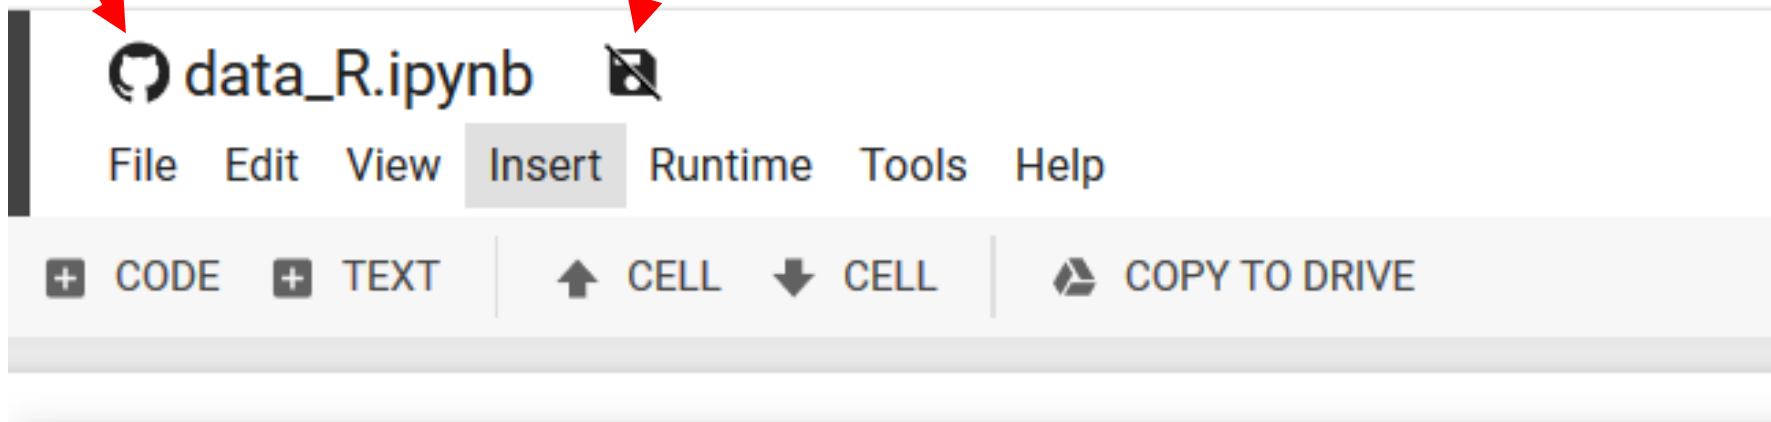 data_R.ipynb
File Edit View Insert Runtime Tools Help
CODE TEXT CELL CELL COPY TO DRIVE